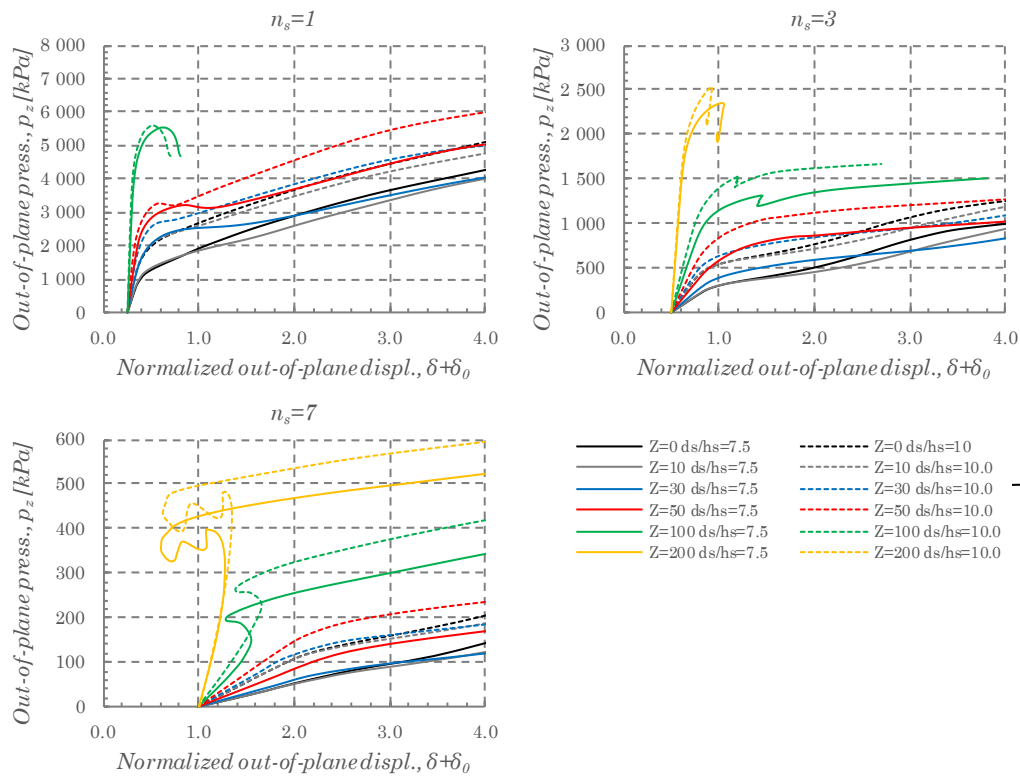 n_s=1
Out-of-plane press., p_z [kPa]
8 000
7 000
6 000
5 000
4 000
3 000
2 000
1 000
0
0.0 1.0 2.0 3.0 4.0
Normalized out-of-plane displ., δ+δ_0
n_s=3
Out-of-plane press., p_z [kPa]
3 000
2 500
2 000
1 500
1 000
500
0
0.0 1.0 2.0 3.0 4.0
Normalized out-of-plane displ., δ+δ_0
n_s=7
Out-of-plane press., p_z [kPa]
600
500
400
300
200
100
0
0.0 1.0 2.0 3.0 4.0
Normalized out-of-plane displ., δ+δ_0
Z=0 ds/hs=7.5 Z=0 ds/hs=10
Z=10 ds/hs=7.5 Z=10 ds/hs=10.0
Z=30 ds/hs=7.5 Z=30 ds/hs=10.0
Z=50 ds/hs=7.5 Z=50 ds/hs=10.0
Z=100 ds/hs=7.5 Z=100 ds/hs=10.0
Z=200 ds/hs=7.5 Z=200 ds/hs=10.0